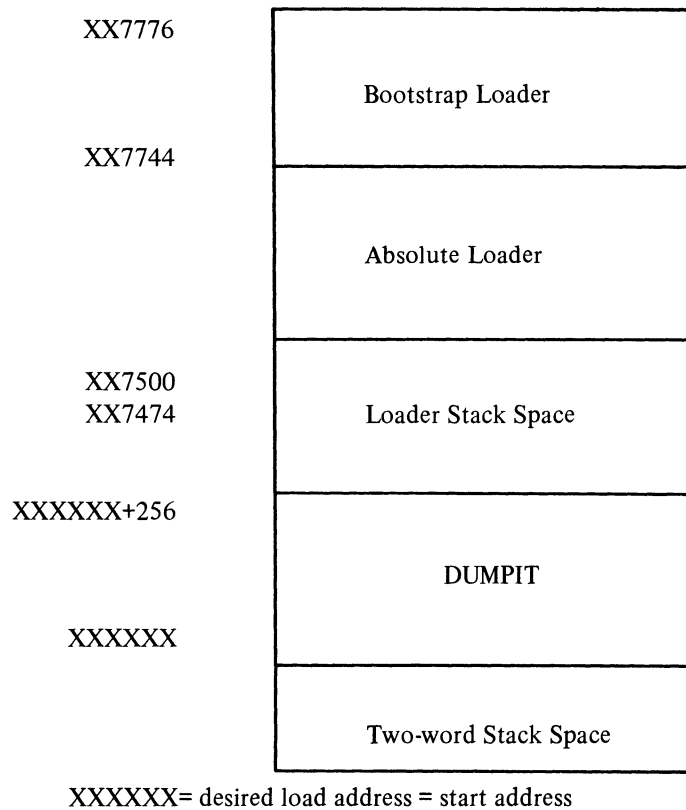 XX7776
Bootstrap Loader
XX7744
Absolute Loader
XX7500
XX7474
Loader Stack Space
XXXXXX+256
DUMPIT
XXXXXX
Two-word Stack Space
XXXXXX= desired load address = start address